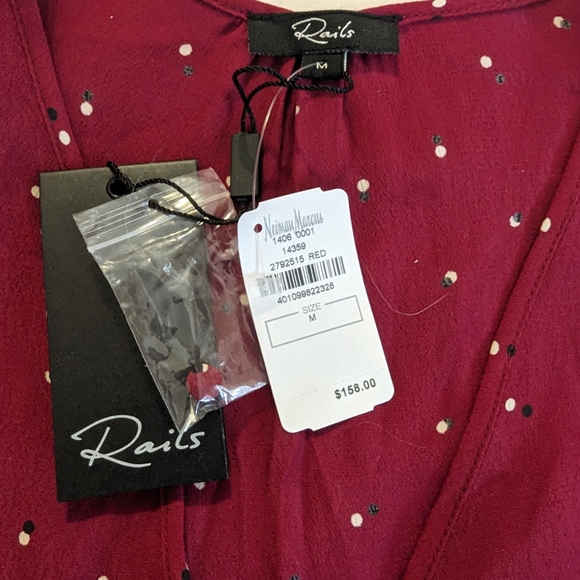 Rails
M
Neiman Marcus
1406 0001
14359
2792515 RED
401099822328
SIZE
M
$158.00
Rails